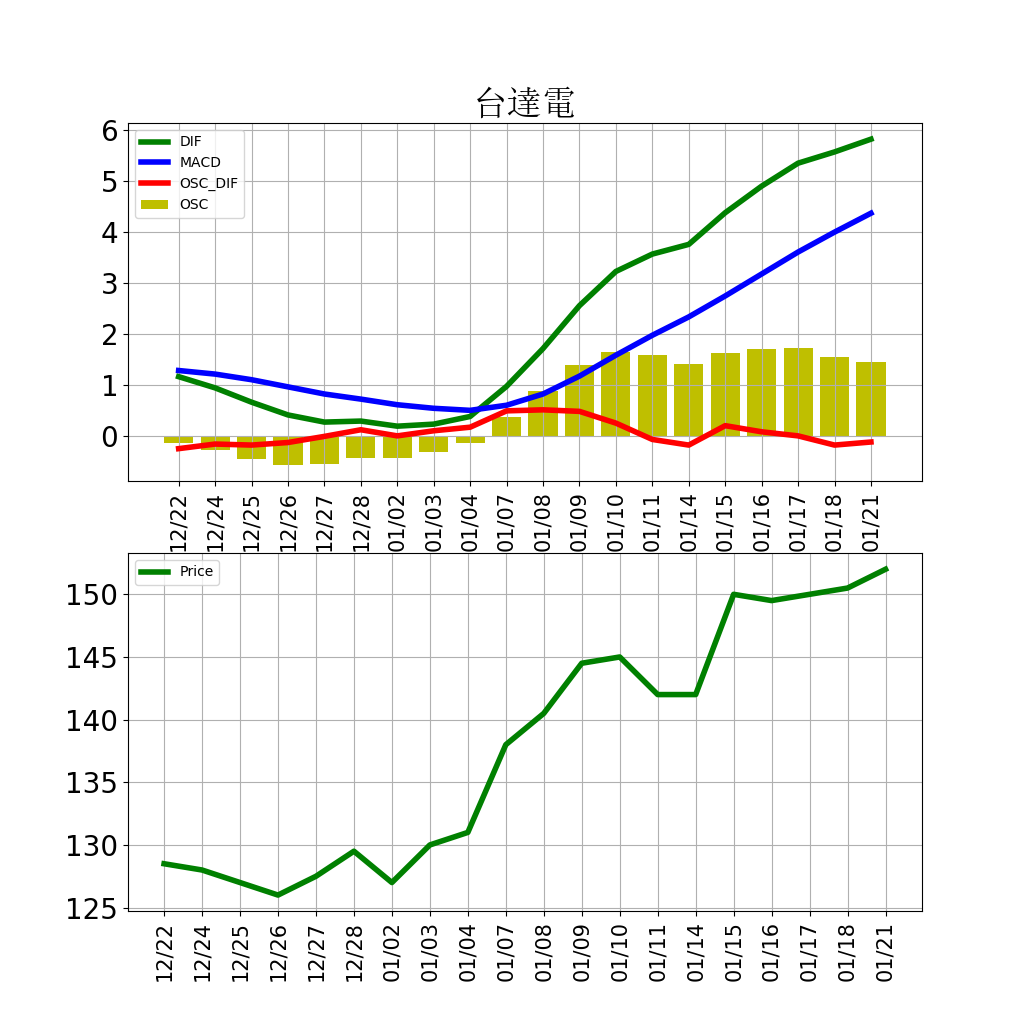 台達電
6
5
4
3
2
1
0
DIF
MACD
OSC_DIF
OSC
12/22 12/24 12/25 12/26 12/27 12/28 01/02 01/03 01/04 01/07 01/08 01/09 01/10 01/11 01/14 01/15 01/16 01/17 01/18 01/21
Price
150
145
140
135
130
125
12/22 12/24 12/25 12/26 12/27 12/28 01/02 01/03 01/04 01/07 01/08 01/09 01/10 01/11 01/14 01/15 01/16 01/17 01/18 01/21